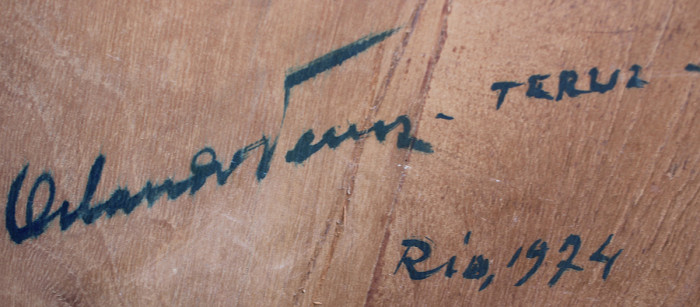 Orlando Teruz - TERUZ -
Rio, 1974